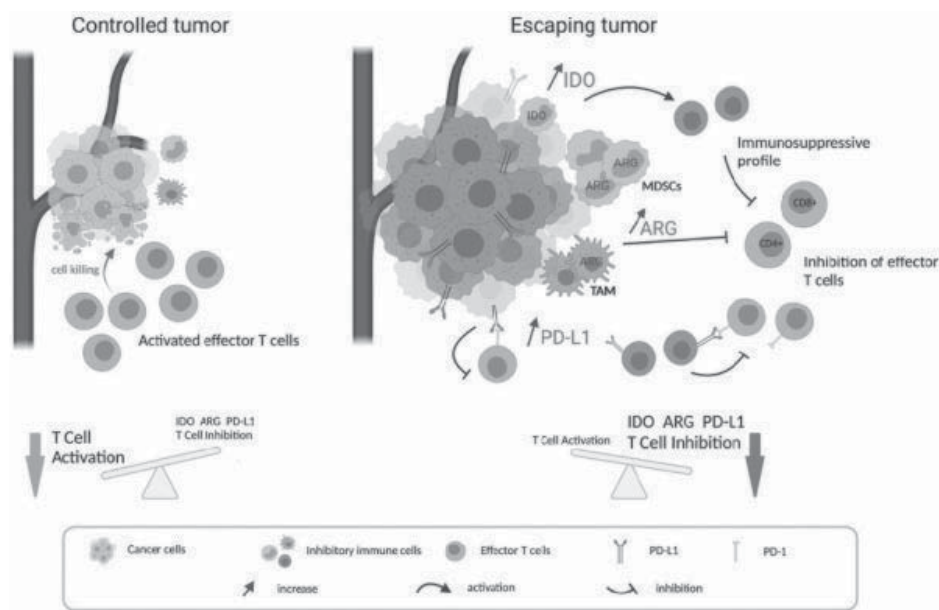 Controlled tumor
Escaping tumor
IDO
IDO
ARG
ARG
MDSCs
Immunosuppressive
profile
CD8+
ARG
CD4+
cell killing
ARG
TAM
Inhibition of effector
T cells
Activated effector T cells
PD-L1
T Cell
Activation
IDO ARG PD-L1
T Cell Inhibition
T Cell Activation
IDO ARG PD-L1
T Cell Inhibition
Cancer cells
Inhibitory immune cells
Effector T cells
PD-L1
PD-1
increase
activation
inhibition